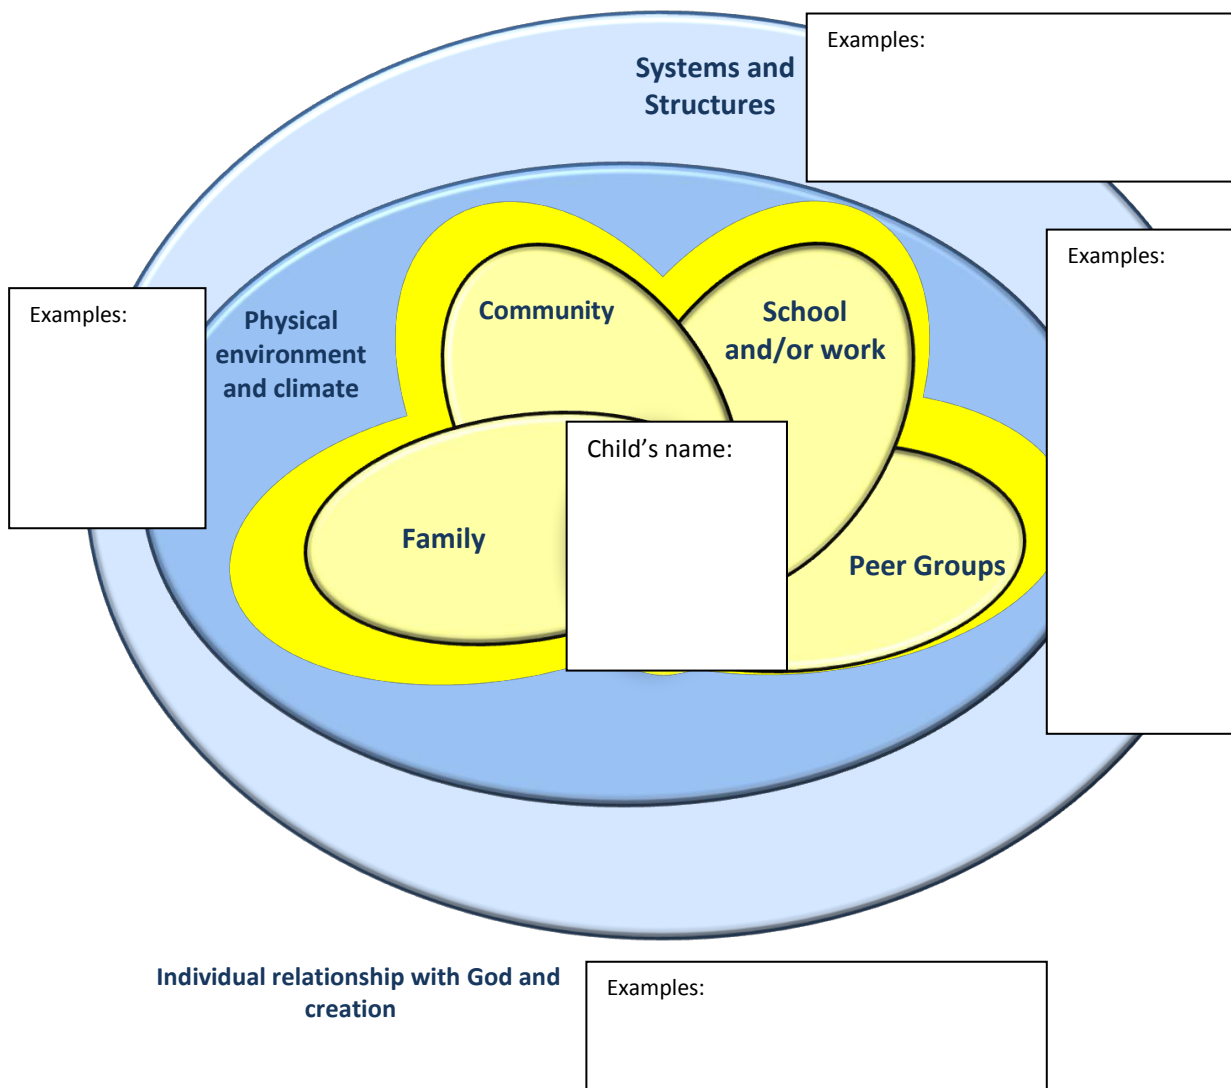 Examples:
Systems and
Structures
Examples:
Examples:
Physical
environment
and climate
Community
School
and/or work
Child’s name:
Family
Peer Groups
Individual relationship with God and
creation
Examples: